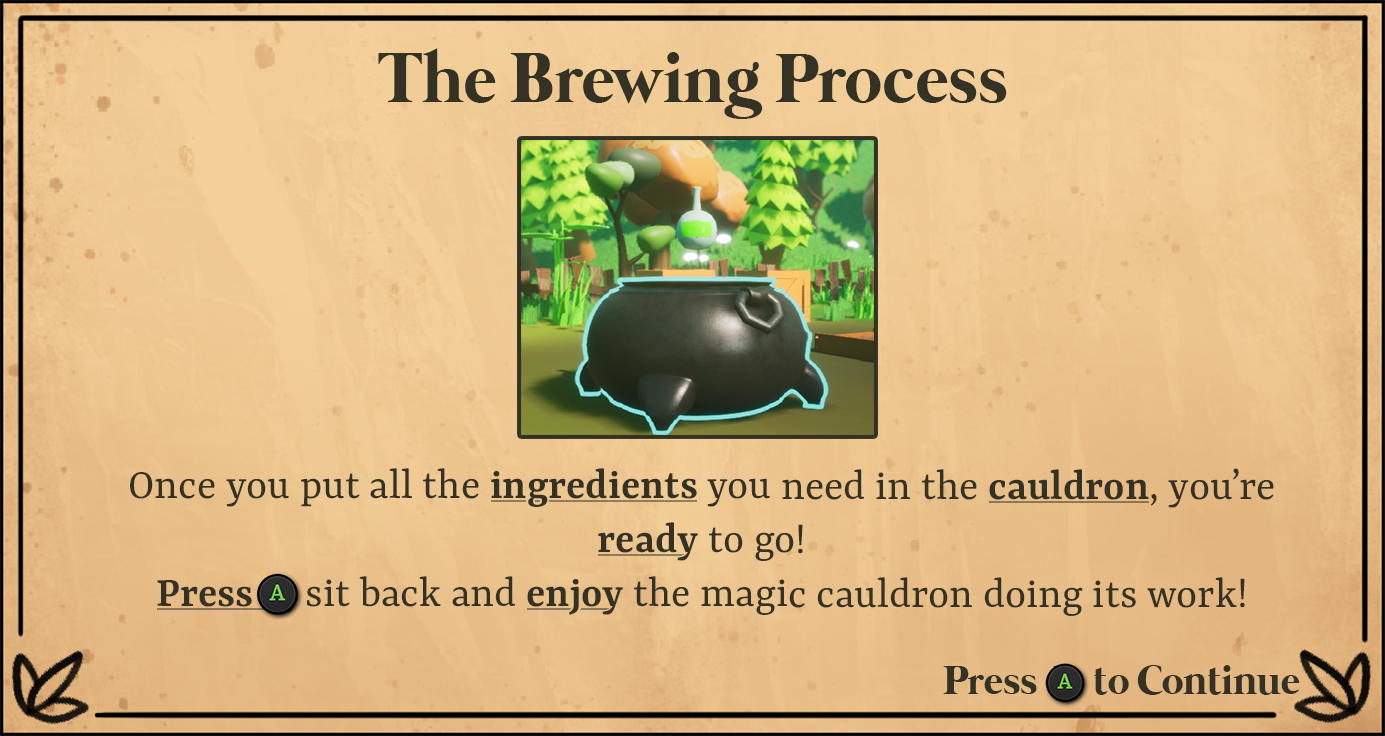 The Brewing Process
Once you put all the ingredients you need in the cauldron, you’re
ready to go!
Press A sit back and enjoy the magic cauldron doing its work!
Press A to Continue